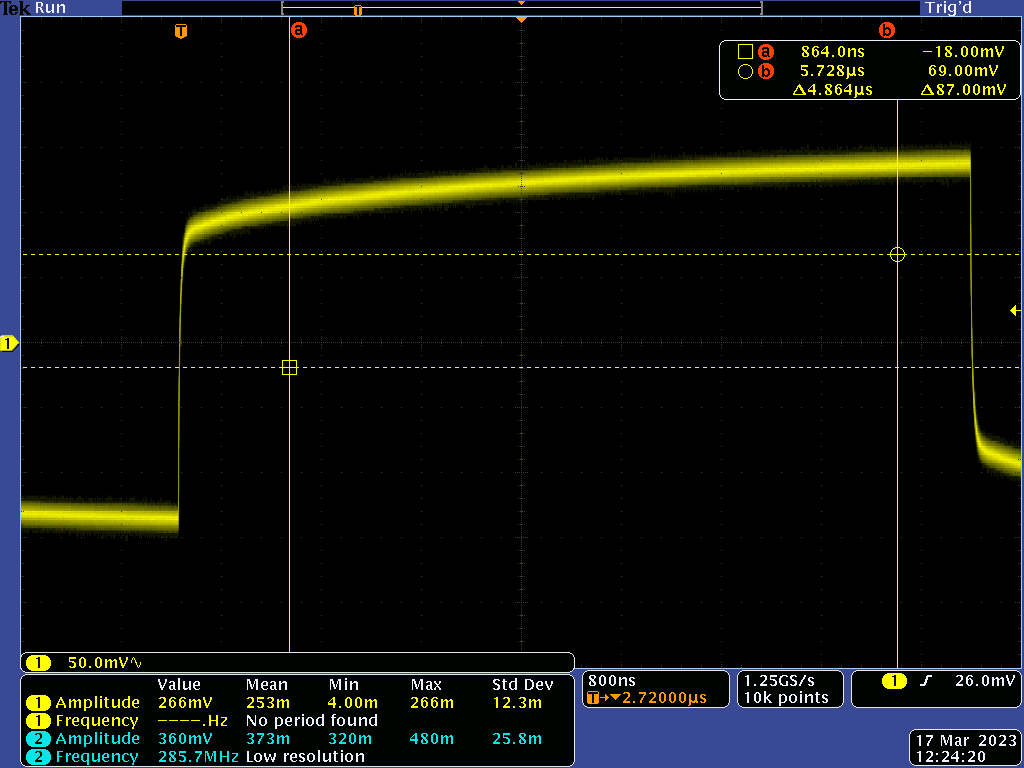 Tek Run Trig'd
T
T a b
a 864.0ns −18.00mV
b 5.728µs 69.00mV
Δ4.864µs Δ87.00mV
1
1 50.0mV∿
Value Mean Min Max Std Dev
1 Amplitude 266mV 253m 4.00m 266m 12.3m
1 Frequency ----.Hz No period found
2 Amplitude 360mV 373m 320m 480m 25.8m
2 Frequency 285.7MHz Low resolution
800ns
T→▼2.72000µs
1.25GS/s
10k points
1 26.0mV
17 Mar 2023
12:24:20